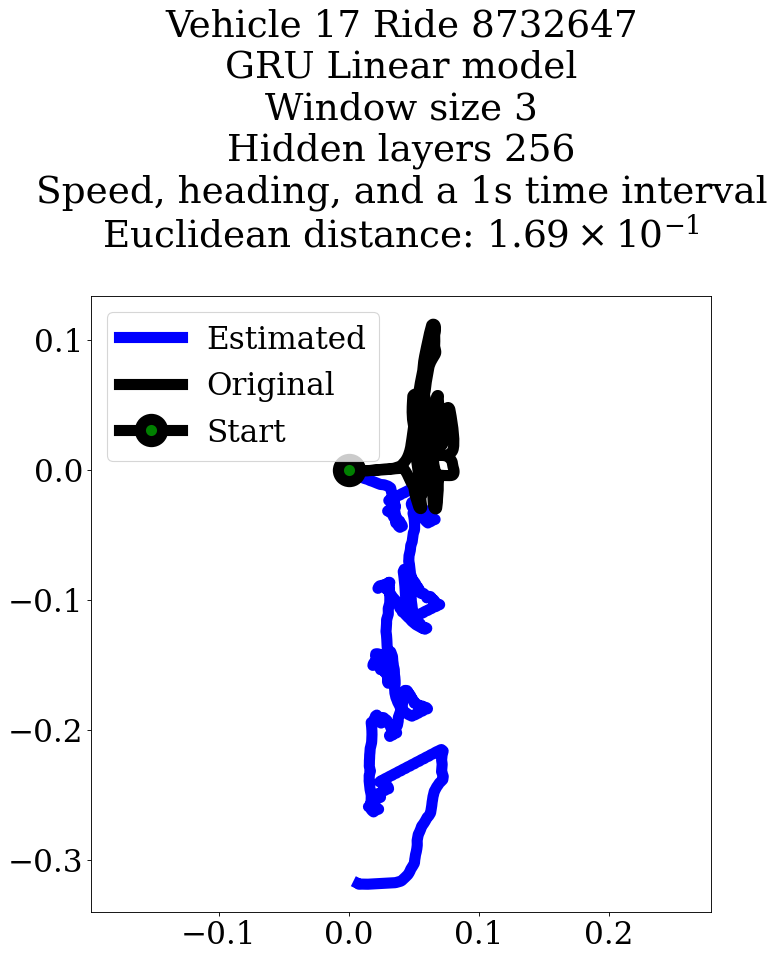 Vehicle 17 Ride 8732647
GRU Linear model
Window size 3
Hidden layers 256
Speed, heading, and a 1s time interval
Euclidean distance: 1.69 × 10⁻¹
Estimated
Original
Start
0.1
0.0
−0.1
−0.2
−0.3
−0.1 0.0 0.1 0.2